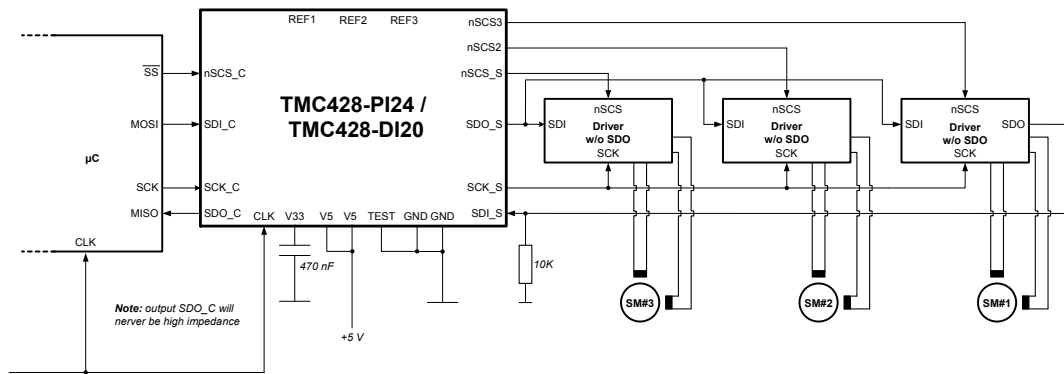 REF1 REF2 REF3
nSCS3
nSCS2
nSCS_S
SS nSCS_C
TMC428-PI24 /
TMC428-DI20
MOSI SDI_C
SDO_S
µC
SCK SCK_C
SCK_S
MISO SDO_C
CLK V33 V5 V5 TEST GND GND
SDI_S
CLK
nSCS
SDI
Driver
w/o SDO
SCK
nSCS
SDI
Driver
w/o SDO
SCK
nSCS
SDI
Driver
w/o SDO
SCK
SDO
470 nF
10K
Note: output SDO_C will
nerver be high impedance
+5 V
SM#3
SM#2
SM#1